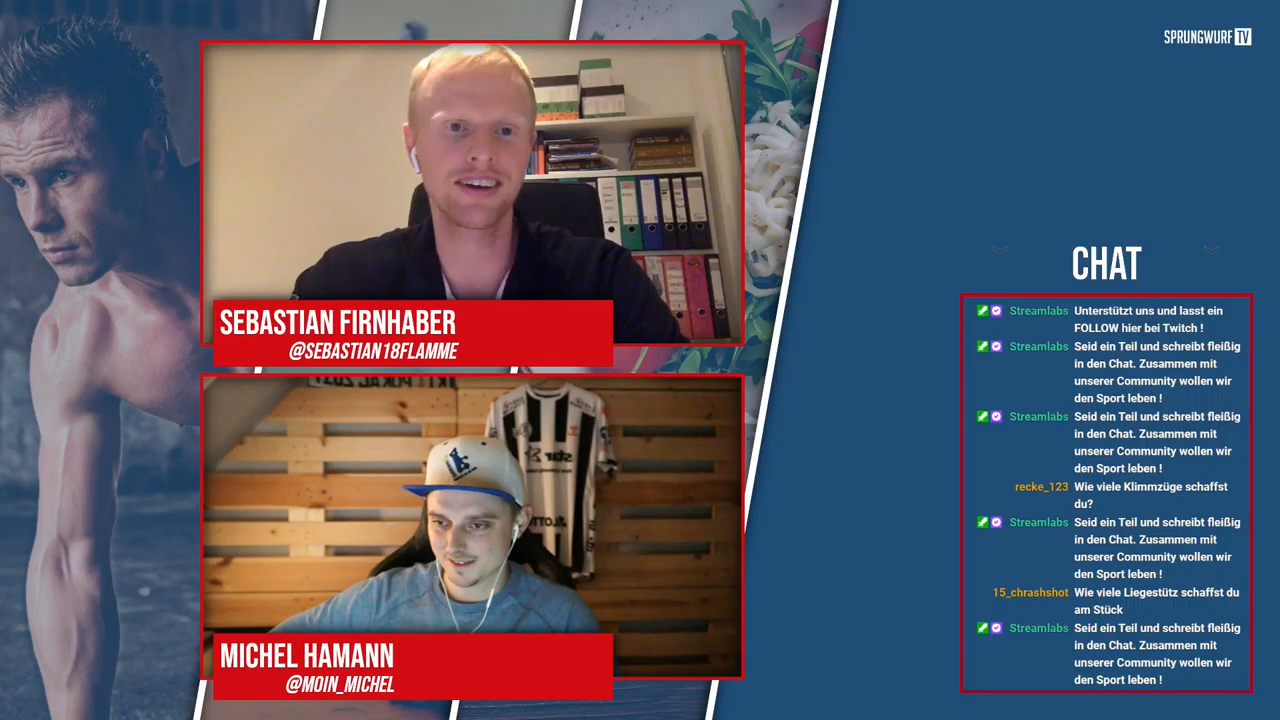 SPRUNGWURF TV
SEBASTIAN FIRNHABER
@SEBASTIAN18FLAMME
MICHEL HAMANN
@MOIN_MICHEL
CHAT
Streamlabs Unterstützt uns und lasst ein
FOLLOW hier bei Twitch !
Streamlabs Seid ein Teil und schreibt fleißig
in den Chat. Zusammen mit
unserer Community wollen wir
den Sport leben !
Streamlabs Seid ein Teil und schreibt fleißig
in den Chat. Zusammen mit
unserer Community wollen wir
den Sport leben !
recke_123 Wie viele Klimmzüge schaffst
du?
Streamlabs Seid ein Teil und schreibt fleißig
in den Chat. Zusammen mit
unserer Community wollen wir
den Sport leben !
15_chrashshot Wie viele Liegestütz schaffst du
am Stück
Streamlabs Seid ein Teil und schreibt fleißig
in den Chat. Zusammen mit
unserer Community wollen wir
den Sport leben !